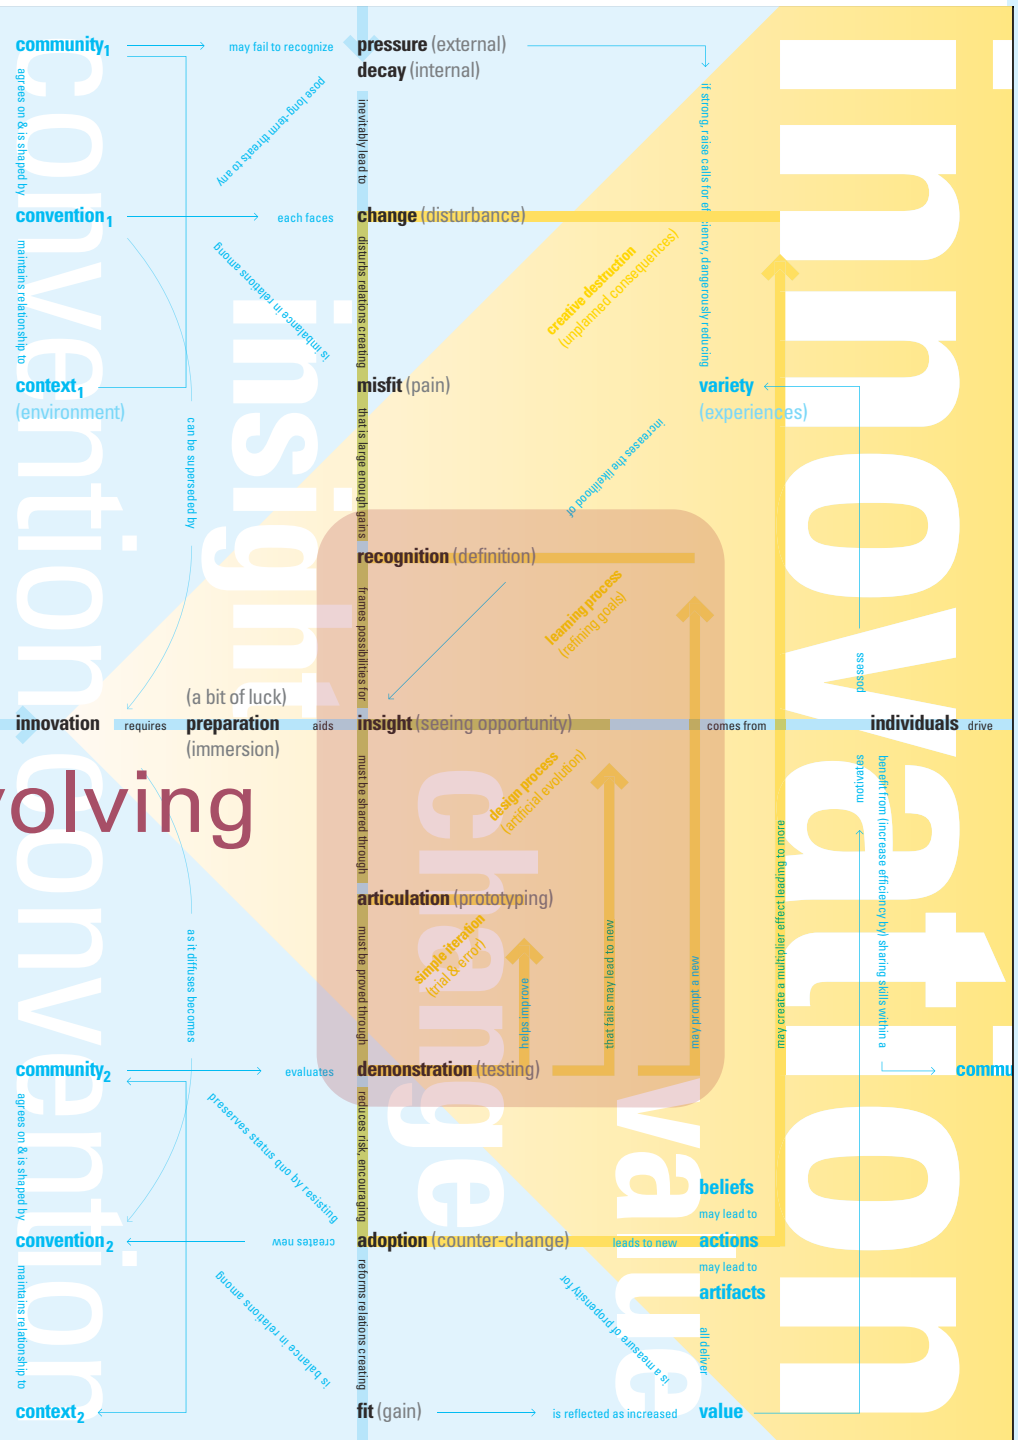 community1
may fail to recognize
pressure (external)
decay (internal)
agrees on & is shaped by
pose long-term threats to any
inevitably lead to
if strong, raise calls for ef ciency, dangerously reducing
convention1
each faces
change (disturbance)
maintains relationship to
is imbalance in relations among
disturbs relations creating
creative destruction
(unplanned consequences)
context1
(environment)
misfit (pain)
variety
(experiences)
can be superseded by
that is large enough gains
increases the likelihood of
recognition (definition)
frames possibilities for
learning process
(refining goals)
possess
innovation
requires
(a bit of luck)
preparation
(immersion)
aids
insight (seeing opportunity)
comes from
individuals
drive
volving
must be shared through
design process
(artificial evolution)
motivates
benefit from (increase efficiency by) sharing skills within a
articulation (prototyping)
as it diffuses becomes
must be proved through
simple iteration
(trial & error)
helps improve
that fails may lead to new
may prompt a new
may create a multiplier effect leading to more
community2
evaluates
demonstration (testing)
commu
agrees on & is shaped by
preserves status quo by resisting
reduces risk, encouraging
beliefs
may lead to
convention2
creates new
adoption (counter-change)
leads to new
actions
may lead to
artifacts
maintains relationship to
is balance in relations among
reforms relations creating
is a measure of propensity for
all deliver
context2
fit (gain)
is reflected as increased
value
convention
convention
insight
change
value
innovation